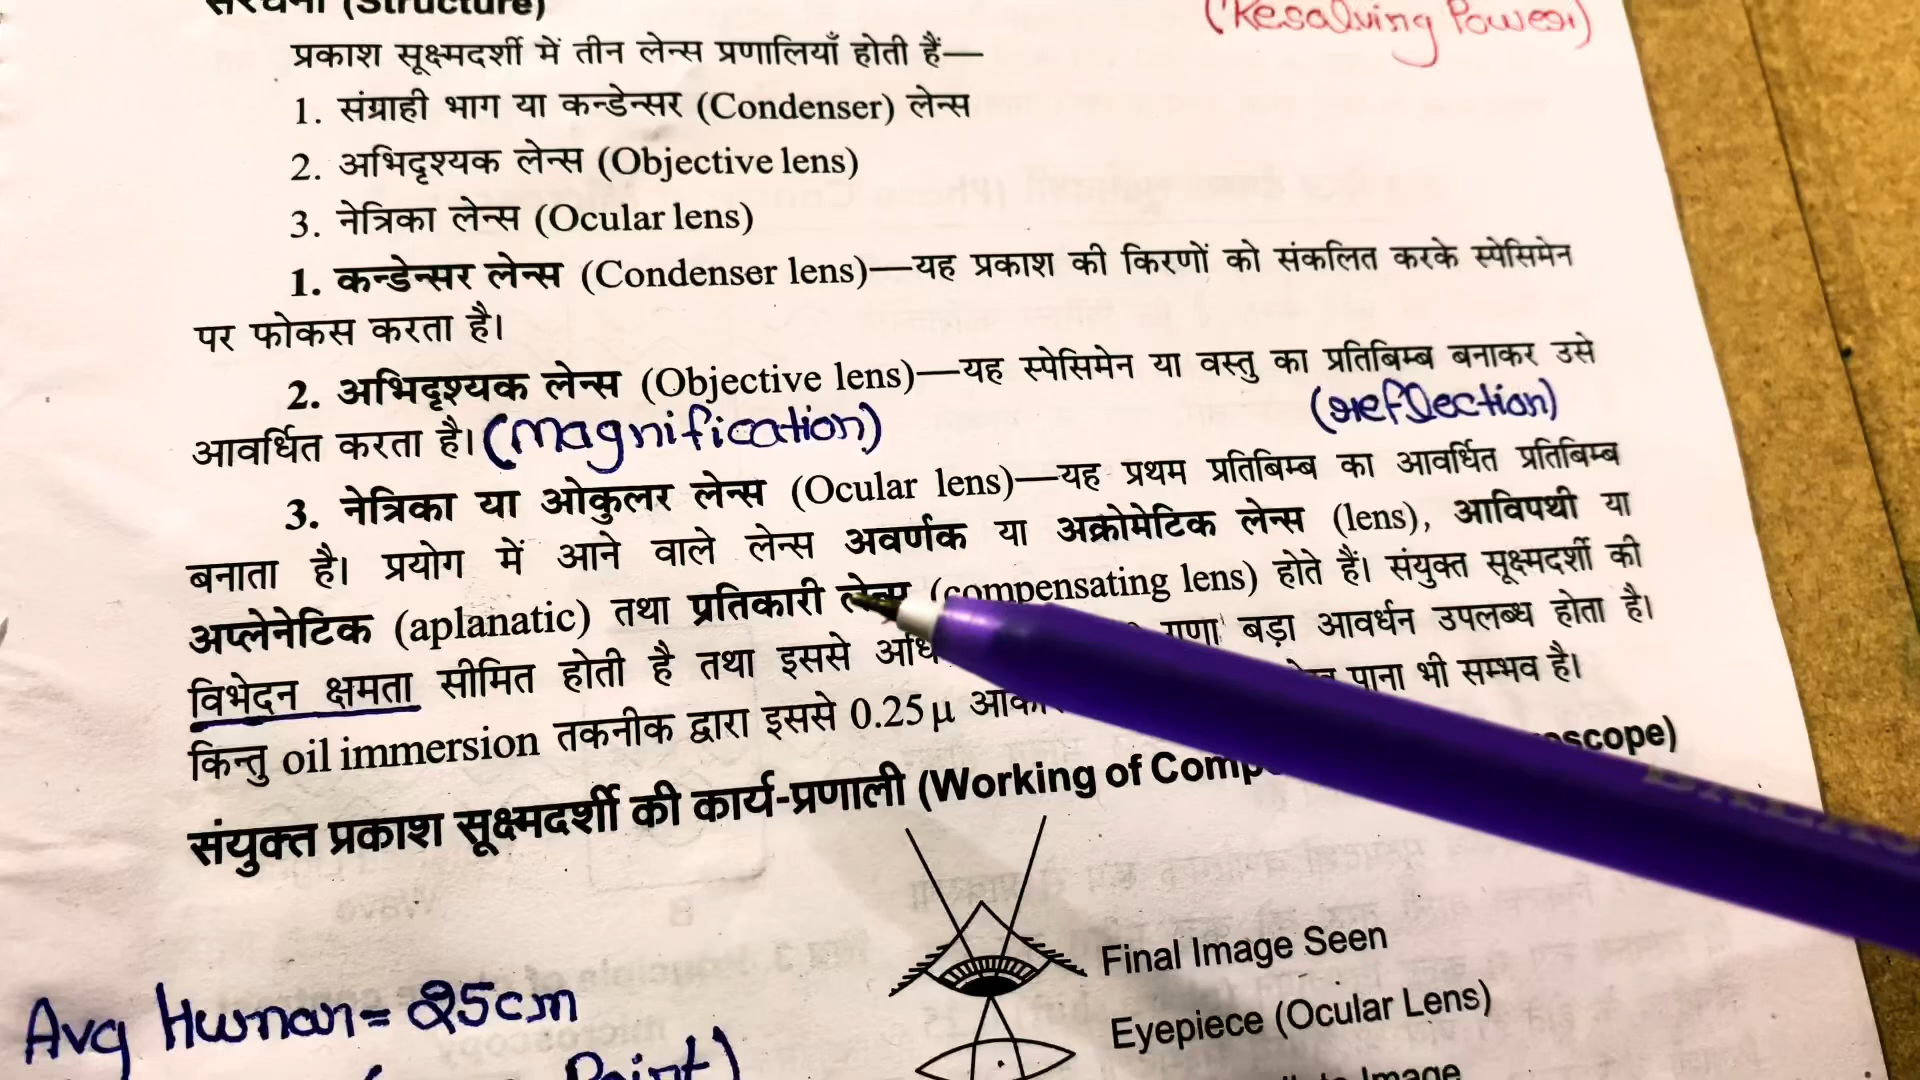 संरचना (Structure)
(Resolving Power)
प्रकाश सूक्ष्मदर्शी में तीन लेन्स प्रणालियाँ होती हैं—
1. संग्राही भाग या कन्डेन्सर (Condenser) लेन्स
2. अभिदृश्यक लेन्स (Objective lens)
3. नेत्रिका लेन्स (Ocular lens)
1. कन्डेन्सर लेन्स (Condenser lens)—यह प्रकाश की किरणों को संकलित करके स्पेसिमेन
पर फोकस करता है।
2. अभिदृश्यक लेन्स (Objective lens)—यह स्पेसिमेन या वस्तु का प्रतिबिम्ब बनाकर उसे
आवर्धित करता है। (Magnification) (reflection)
3. नेत्रिका या ओकुलर लेन्स (Ocular lens)—यह प्रथम प्रतिबिम्ब का आवर्धित प्रतिबिम्ब
बनाता है। प्रयोग में आने वाले लेन्स अवर्णक या अक्रोमेटिक लेन्स (lens), आविपथी या
अप्लेनेटिक (aplanatic) तथा प्रतिकारी लेन्स (compensating lens) होते हैं। संयुक्त सूक्ष्मदर्शी की
विभेदन क्षमता सीमित होती है तथा इससे गुणा बड़ा आवर्धन उपलब्ध होता है।
किन्तु oil immersion तकनीक द्वारा इससे 0.25 μ पाना भी सम्भव है।
संयुक्त प्रकाश सूक्ष्मदर्शी की कार्य-प्रणाली (Working of
Final Image Seen
Avg Human = 25cm
Eyepiece (Ocular Lens)
Point)
Image